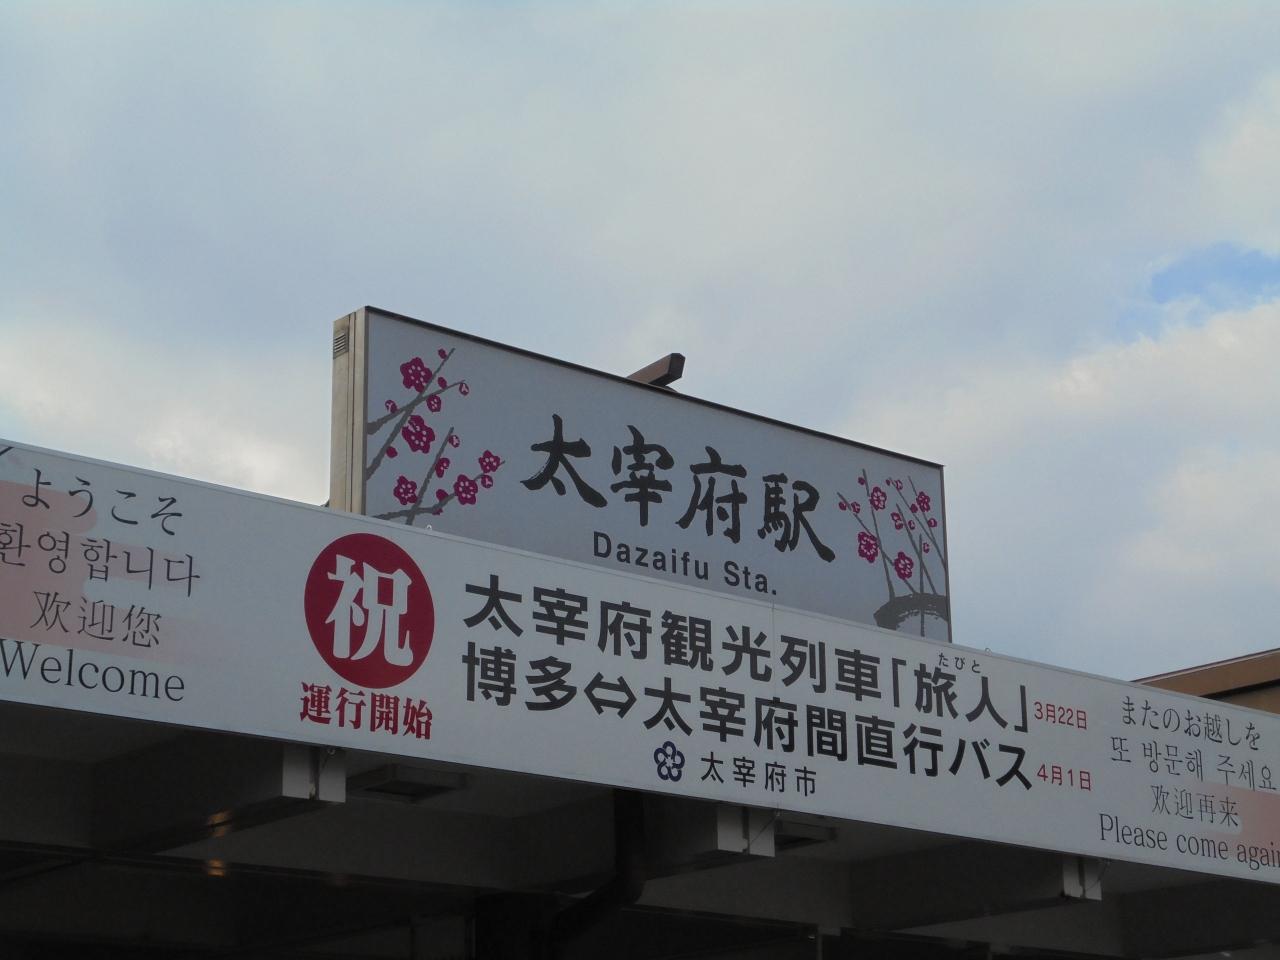 太宰府駅
Dazaifu Sta.
ようこそ
환영합니다
欢迎您
Welcome
祝
運行開始
太宰府観光列車「旅人」3月22日
たびと
博多⇔太宰府間直行バス 4月1日
太宰府市
またのお越しを
또 방문해 주세요
欢迎再来
Please come again